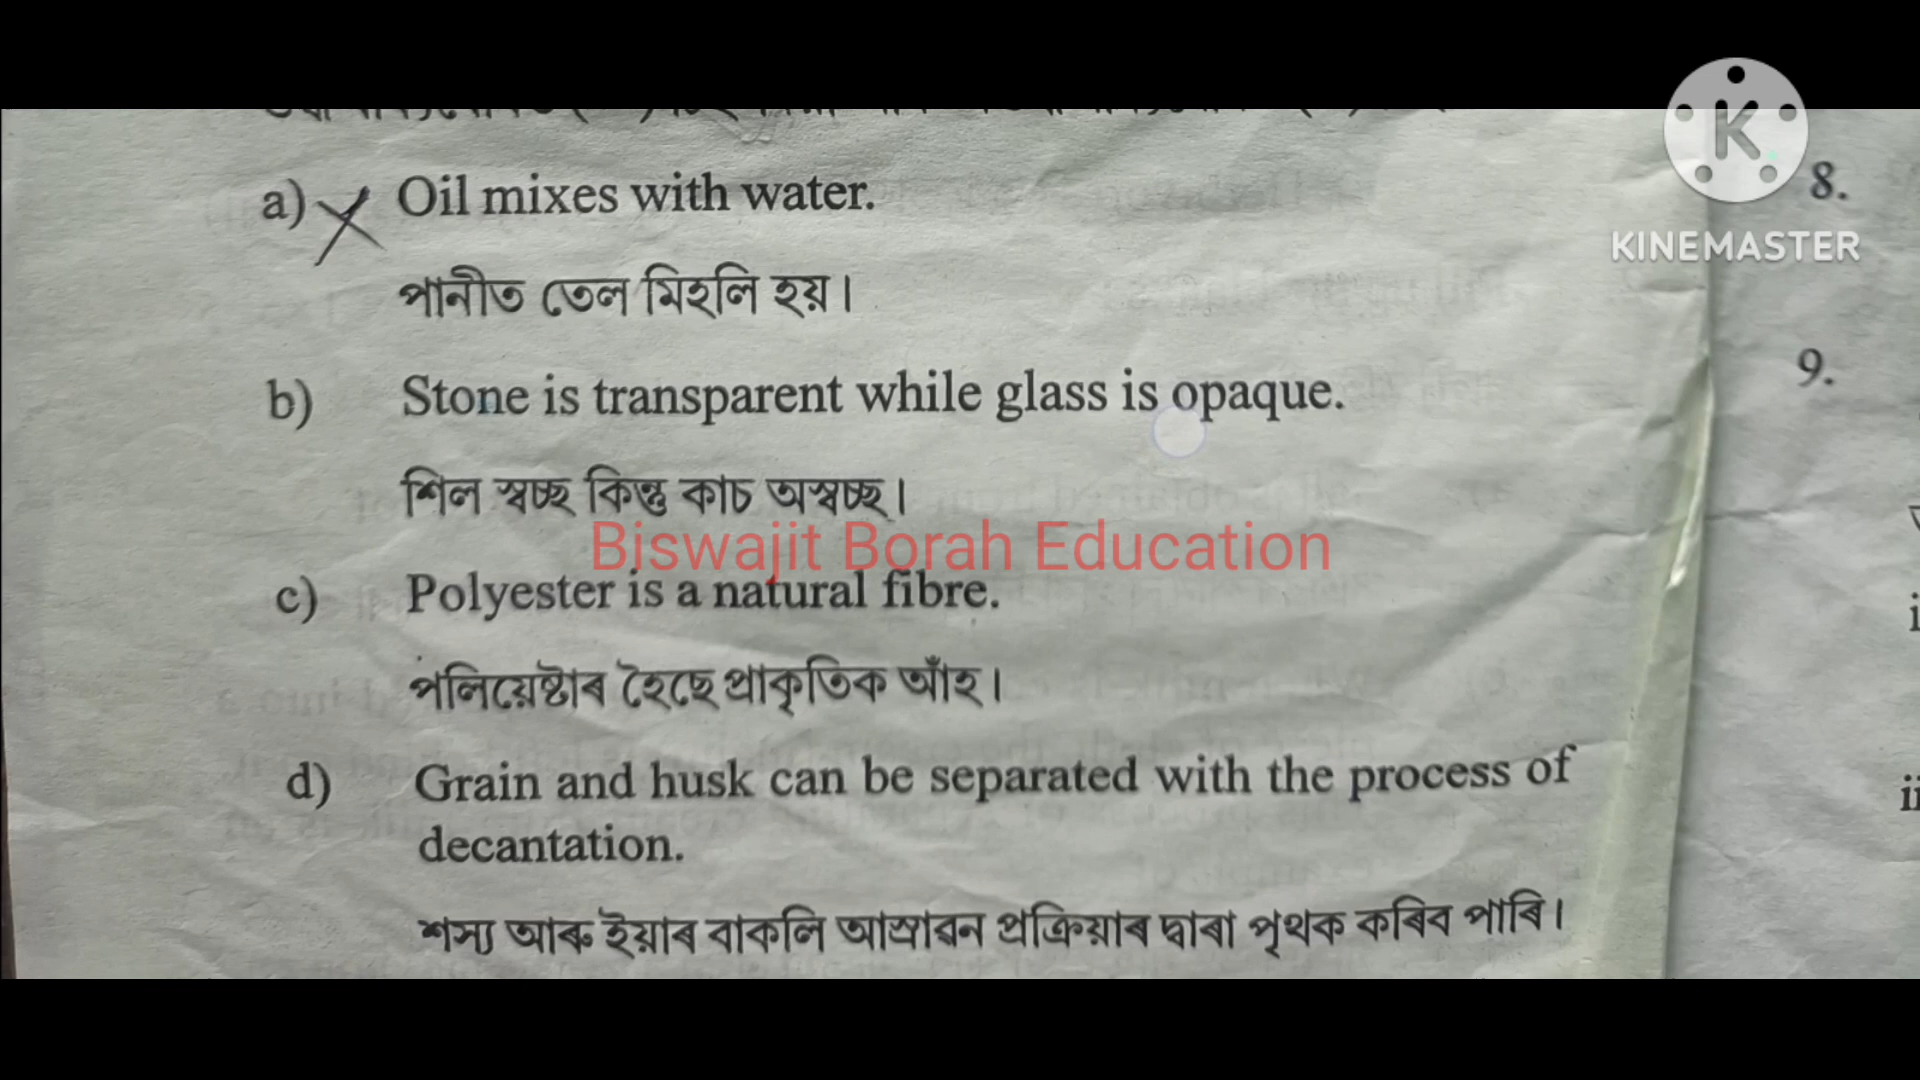 8.
KINEMASTER
a) Oil mixes with water.
পানীত তেল মিহলি হয়।
9.
b) Stone is transparent while glass is opaque.
শিল স্বচ্ছ কিন্তু কাচ অস্বচ্ছ।
Biswajit Borah Education
c) Polyester is a natural fibre.
পলিয়েষ্টাৰ হৈছে প্ৰাকৃতিক আঁহ।
d) Grain and husk can be separated with the process of
decantation.
শস্য আৰু ইয়াৰ বাকলি আস্ৰাৱন প্ৰক্ৰিয়াৰ দ্বাৰা পৃথক কৰিব পাৰি।